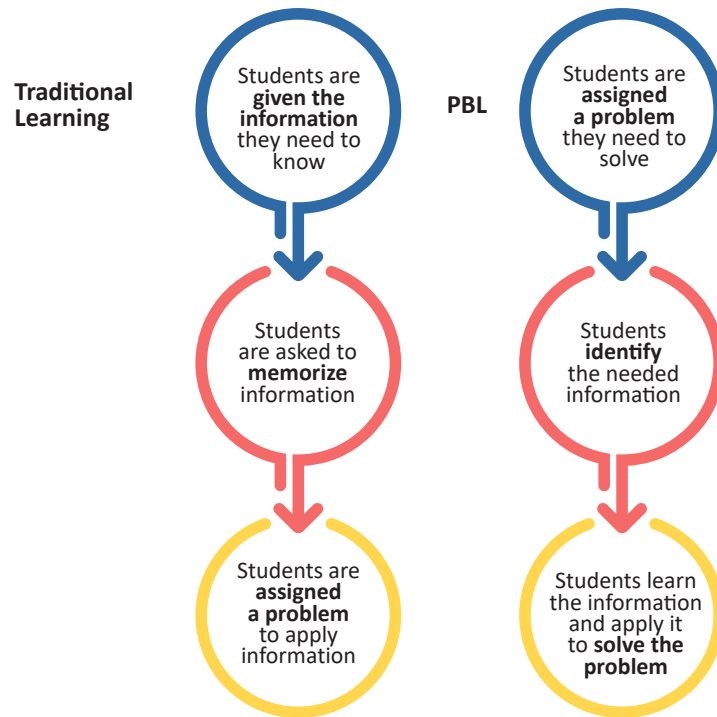 Traditional
Learning
Students are
given the
information
they need to
know
Students
are asked to
memorize
information
Students are
assigned
a problem
to apply
information
PBL
Students are
assigned
a problem
they need to
solve
Students
identify
the needed
information
Students learn
the information
and apply it
to solve the
problem